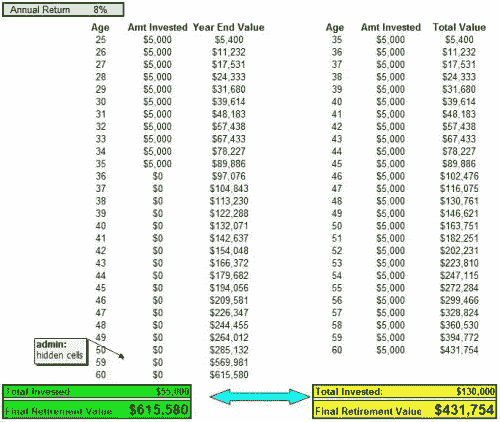 Annual Return 8%
Age Amt Invested Year End Value Age Amt Invested Total Value
25 $5,000 $5,400 35 $5,000 $5,400
26 $5,000 $11,232 36 $5,000 $11,232
27 $5,000 $17,531 37 $5,000 $17,531
28 $5,000 $24,333 38 $5,000 $24,333
29 $5,000 $31,680 39 $5,000 $31,680
30 $5,000 $39,614 40 $5,000 $39,614
31 $5,000 $48,183 41 $5,000 $48,183
32 $5,000 $57,438 42 $5,000 $57,438
33 $5,000 $67,433 43 $5,000 $67,433
34 $5,000 $78,227 44 $5,000 $78,227
35 $5,000 $89,886 45 $5,000 $89,886
36 $0 $97,076 46 $5,000 $102,476
37 $0 $104,843 47 $5,000 $116,075
38 $0 $113,230 48 $5,000 $130,761
39 $0 $122,288 49 $5,000 $146,621
40 $0 $132,071 50 $5,000 $163,751
41 $0 $142,637 51 $5,000 $182,251
42 $0 $154,048 52 $5,000 $202,231
43 $0 $166,372 53 $5,000 $223,810
44 $0 $179,682 54 $5,000 $247,115
45 $0 $194,056 55 $5,000 $272,284
46 $0 $209,581 56 $5,000 $299,466
47 $0 $226,347 57 $5,000 $328,824
48 $0 $244,455 58 $5,000 $360,530
49 $0 $264,012 59 $5,000 $394,772
50 $0 $285,132 60 $5,000 $431,754
admin:
hidden cells
59 $0 $569,981
60 $0 $615,580
Total Invested $55,000 Total Invested: $130,000
Final Retirement Value $615,580 Final Retirement Value $431,754